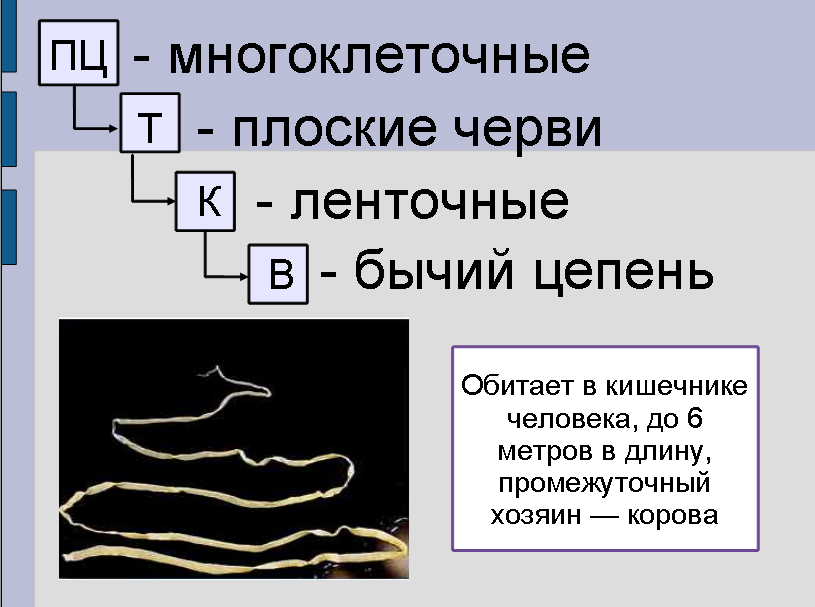 ПЦ - многоклеточные
Т - плоские черви
К - ленточные
В - бычий цепень
Обитает в кишечнике
человека, до 6
метров в длину,
промежуточный
хозяин — корова